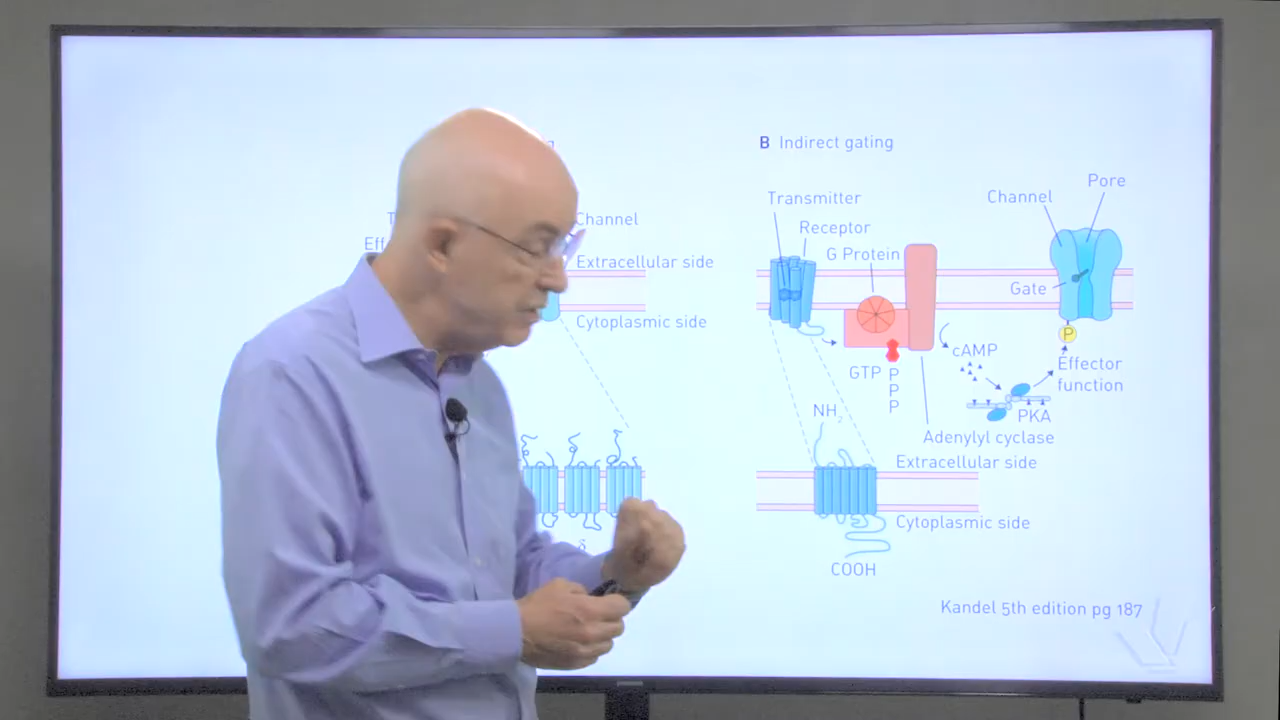 Channel
Extracellular side
Cytoplasmic side
δ
B Indirect gating
Transmitter
Receptor
G Protein
Channel
Pore
Gate
P
cAMP
GTP
P
P
P
Effector
function
PKA
NH₂
Adenylyl cyclase
Extracellular side
Cytoplasmic side
COOH
Kandel 5th edition pg 187